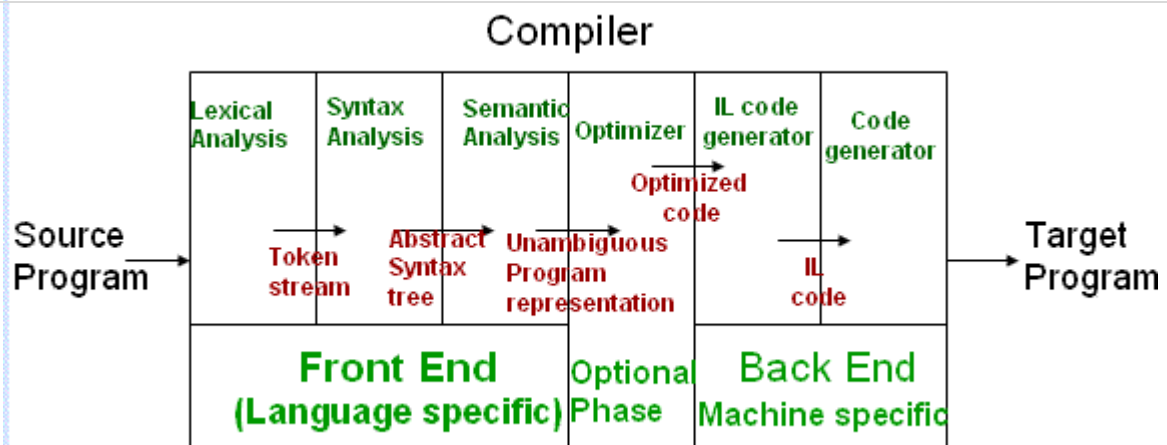 Compiler
Lexical
Analysis
Syntax
Analysis
Semantic
Analysis
Optimizer
IL code
generator
Code
generator
Source
Program
Token
stream
Abstract
Syntax
tree
Unambiguous
Program
representation
Optimized
code
IL
code
Target
Program
Front End
(Language specific)
Optional
Phase
Back End
Machine specific